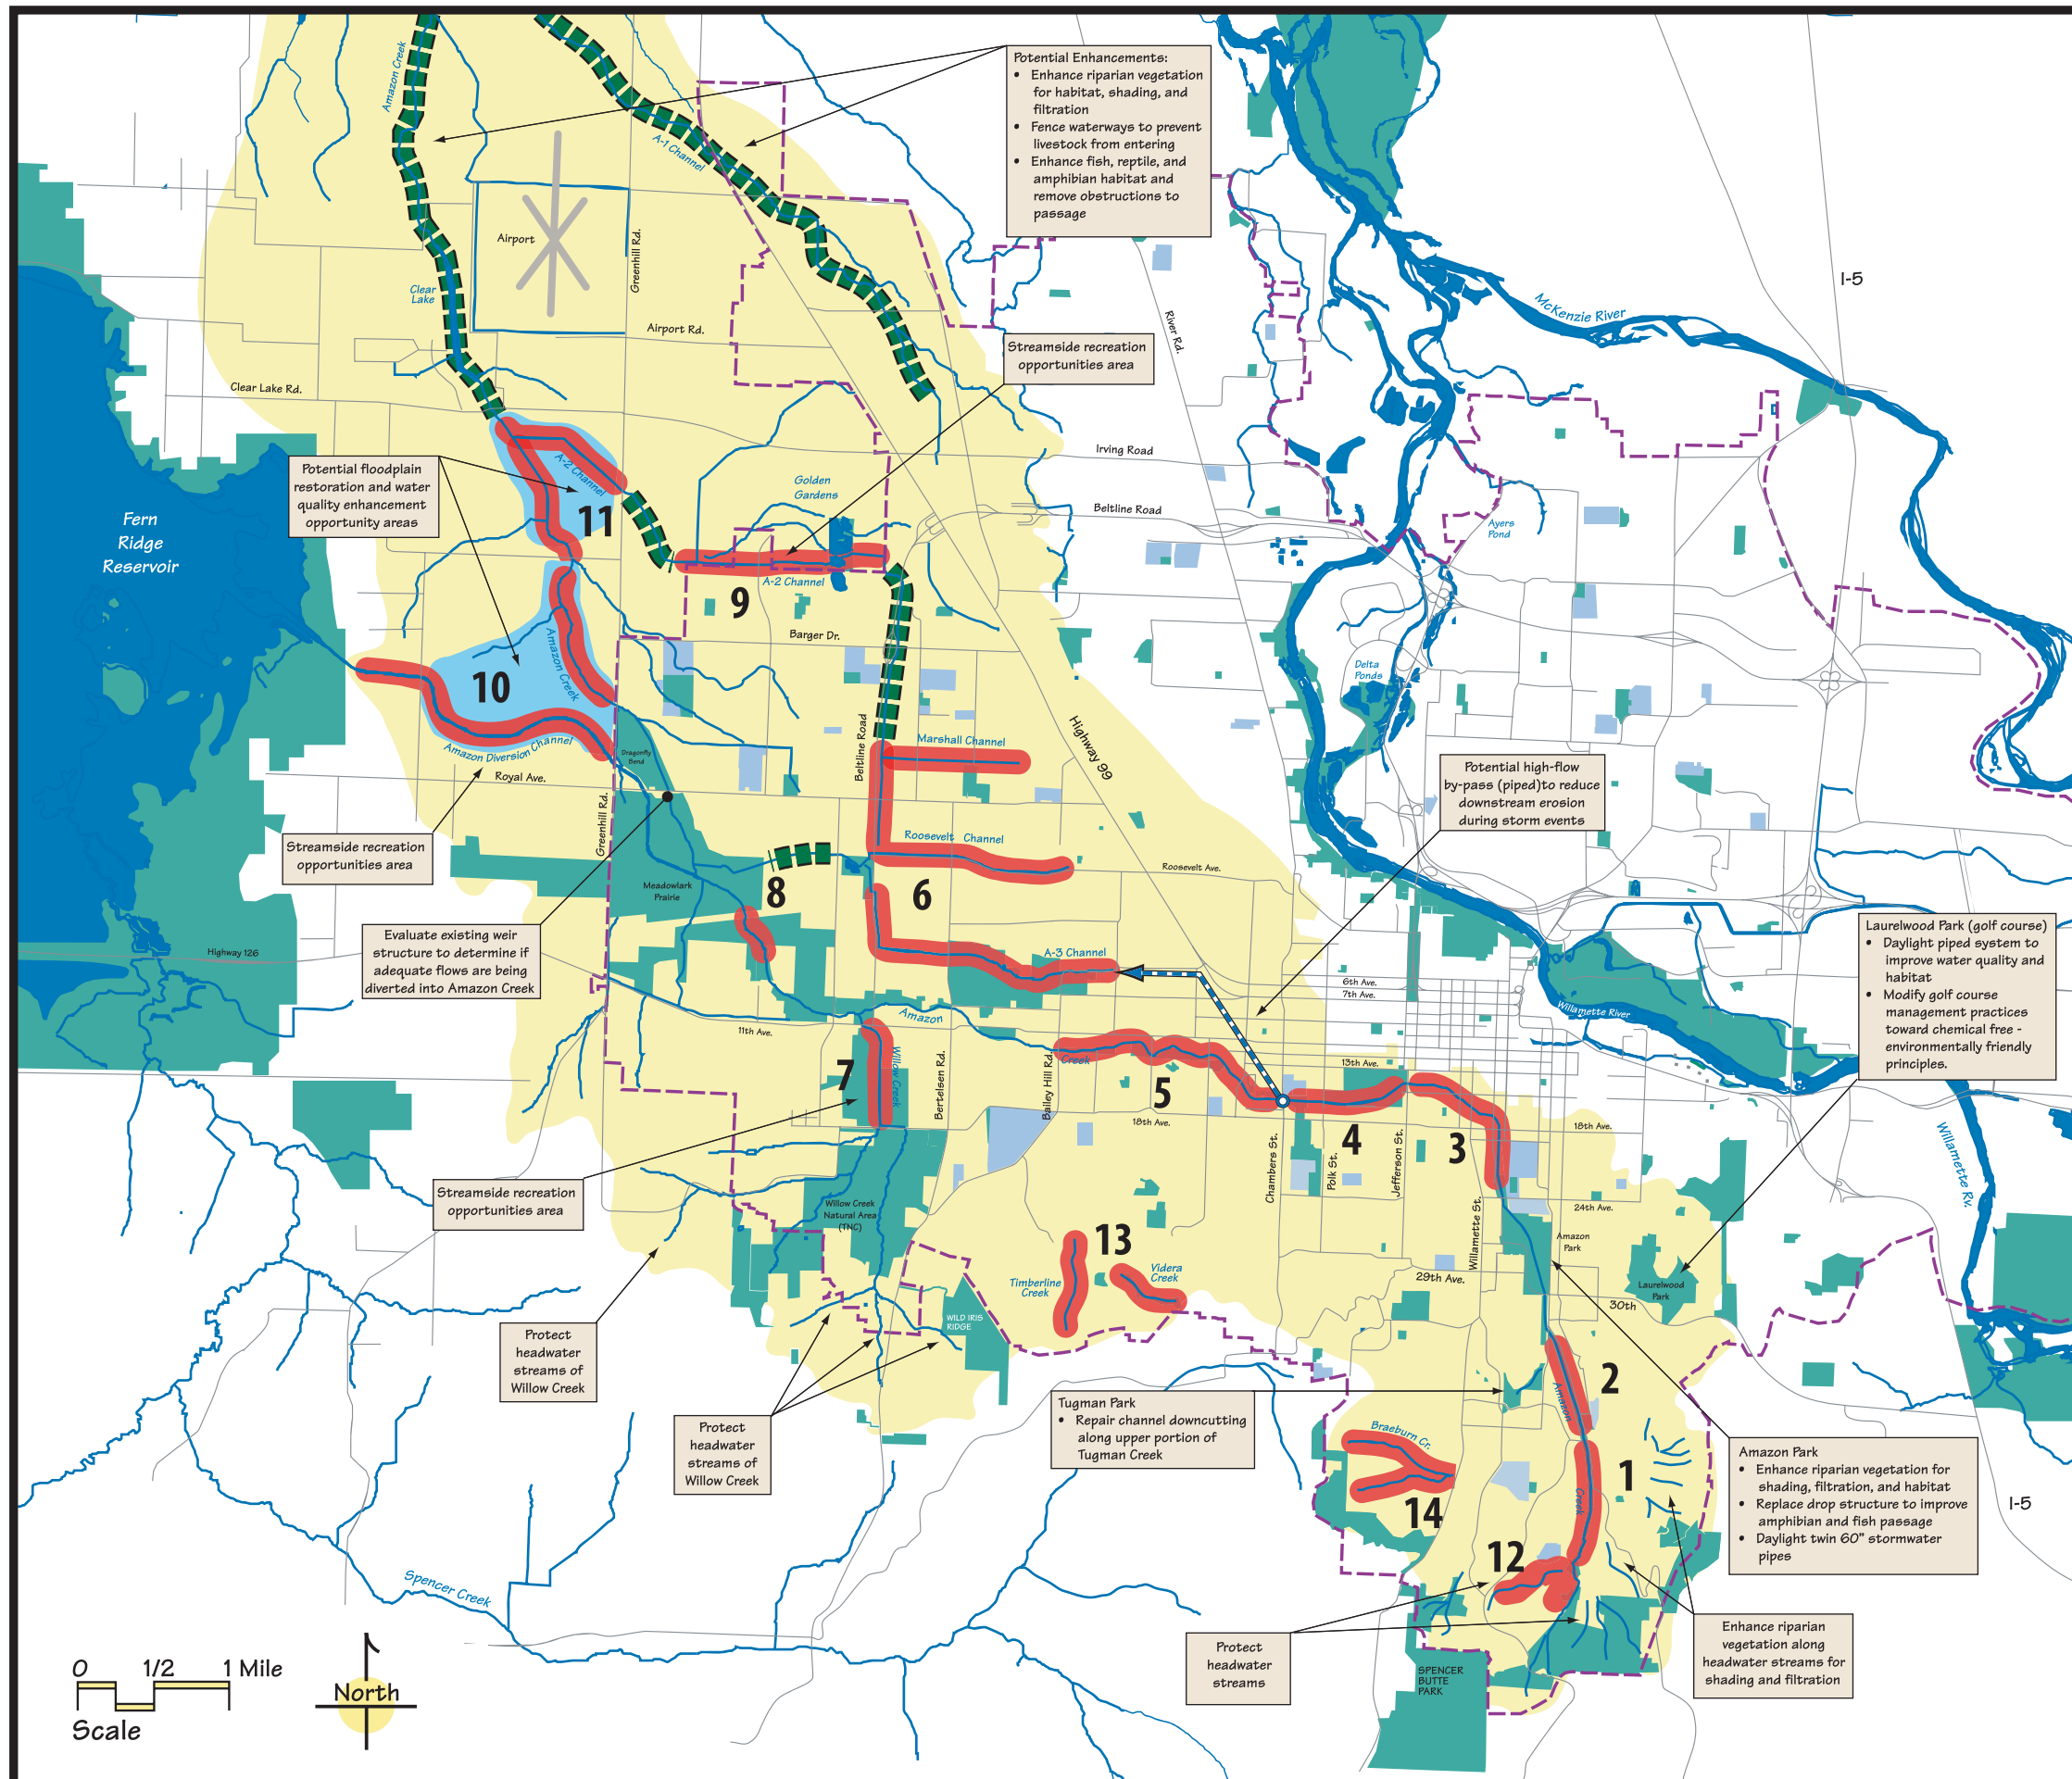 Potential Enhancements:
• Enhance riparian vegetation
for habitat, shading, and
filtration
• Fence waterways to prevent
livestock from entering
• Enhance fish, reptile, and
amphibian habitat and
remove obstructions to
passage
Amazon Creek
A-1 Channel
Airport
Greenhill Rd.
Clear
Lake
Airport Rd.
Clear Lake Rd.
River Rd.
McKenzie River
I-5
Streamside recreation
opportunities area
Irving Road
Beltline Road
Potential floodplain
restoration and water
quality enhancement
opportunity areas
A-2 Channel
11
Golden
Gardens
Ayers
Pond
Fern
Ridge
Reservoir
A-2 Channel
9
Barger Dr.
Delta
Ponds
10
Amazon Creek
Amazon Diversion Channel
Dragonfly
Bend
Royal Ave.
Beltline Road
Marshall Channel
Highway 99
Potential high-flow
by-pass (piped)to reduce
downstream erosion
during storm events
Greenhill Rd.
Streamside recreation
opportunities area
Roosevelt Channel
Roosevelt Ave.
Meadowlark
Prairie
8
6
Evaluate existing weir
structure to determine if
adequate flows are being
diverted into Amazon Creek
Highway 126
A-3 Channel
6th Ave.
7th Ave.
Willamette River
Laurelwood Park (golf course)
• Daylight piped system to
improve water quality and
habitat
• Modify golf course
management practices
toward chemical free -
environmentally friendly
principles.
Amazon
Creek
11th Ave.
13th Ave.
7
Willow Creek
Bertelsen Rd.
Bailey Hill Rd.
5
18th Ave.
Chambers St.
4
Polk St.
Jefferson St.
3
18th Ave.
Willamette Rv.
Streamside recreation
opportunities area
Willow Creek
Natural Area
(TNC)
24th Ave.
Willamette St.
Amazon
Park
13
Timberline
Creek
Videra
Creek
29th Ave.
30th
Laurelwood
Park
WILD IRIS
RIDGE
Protect
headwater
streams of
Willow Creek
Protect
headwater
streams of
Willow Creek
Tugman Park
• Repair channel downcutting
along upper portion of
Tugman Creek
2
Amazon
Creek
Braeburn Cr.
14
1
Amazon Park
• Enhance riparian vegetation for
shading, filtration, and habitat
• Replace drop structure to improve
amphibian and fish passage
• Daylight twin 60" stormwater
pipes
I-5
12
Spencer Creek
Protect
headwater
streams
SPENCER
BUTTE
PARK
Enhance riparian
vegetation along
headwater streams for
shading and filtration
0 1/2 1 Mile
Scale
North